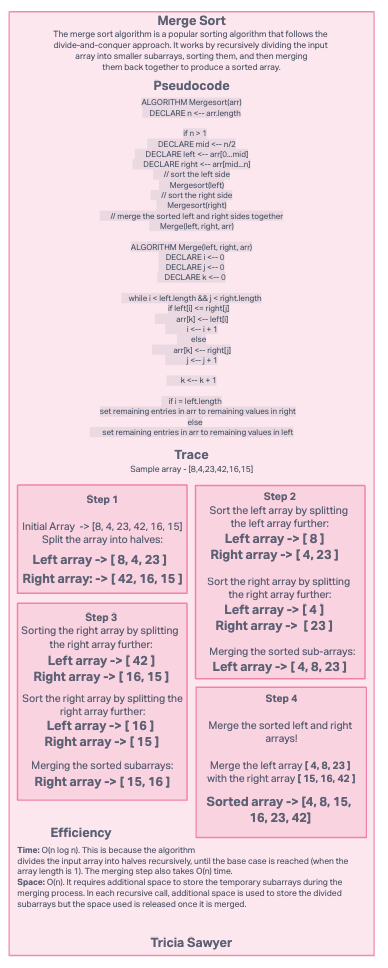 Merge Sort
The merge sort algorithm is a popular sorting algorithm that follows the
divide-and-conquer approach. It works by recursively dividing the input
array into smaller subarrays, sorting them, and then merging
them back together to produce a sorted array.
Pseudocode
ALGORITHM Mergesort(arr)
DECLARE n <-- arr.length
if n > 1
DECLARE mid <-- n/2
DECLARE left <-- arr[0...mid]
DECLARE right <-- arr[mid...n]
// sort the left side
Mergesort(left)
// sort the right side
Mergesort(right)
// merge the sorted left and right sides together
Merge(left, right, arr)
ALGORITHM Merge(left, right, arr)
DECLARE i <-- 0
DECLARE j <-- 0
DECLARE k <-- 0
while i < left.length && j < right.length
if left[i] <= right[j]
arr[k] <-- left[i]
i <-- i + 1
else
arr[k] <-- right[j]
j <-- j + 1
k <-- k + 1
if i = left.length
set remaining entries in arr to remaining values in right
else
set remaining entries in arr to remaining values in left
Trace
Sample array - [8,4,23,42,16,15]
Step 1
Initial Array -> [8, 4, 23, 42, 16, 15]
Split the array into halves:
Left array -> [ 8, 4, 23 ]
Right array: -> [ 42, 16, 15 ]
Step 2
Sort the left array by splitting
the left array further:
Left array -> [ 8 ]
Right array -> [ 4, 23 ]
Sort the right array by splitting
the right array further:
Left array -> [ 4 ]
Right array -> [ 23 ]
Merging the sorted sub-arrays:
Left array -> [ 4, 8, 23 ]
Step 3
Sorting the right array by splitting
the right array further:
Left array -> [ 42 ]
Right array -> [ 16, 15 ]
Sort the right array by splitting the
right array further:
Left array -> [ 16 ]
Right array -> [ 15 ]
Merging the sorted subarrays:
Right array -> [ 15, 16 ]
Step 4
Merge the sorted left and right
arrays!
Merge the left array [ 4, 8, 23 ]
with the right array [ 15, 16, 42 ]
Sorted array -> [4, 8, 15,
16, 23, 42]
Efficiency
Time: O(n log n). This is because the algorithm
divides the input array into halves recursively, until the base case is reached (when the
array length is 1). The merging step also takes O(n) time.
Space: O(n). It requires additional space to store the temporary subarrays during the
merging process. In each recursive call, additional space is used to store the divided
subarrays but the space used is released once it is merged.
Tricia Sawyer